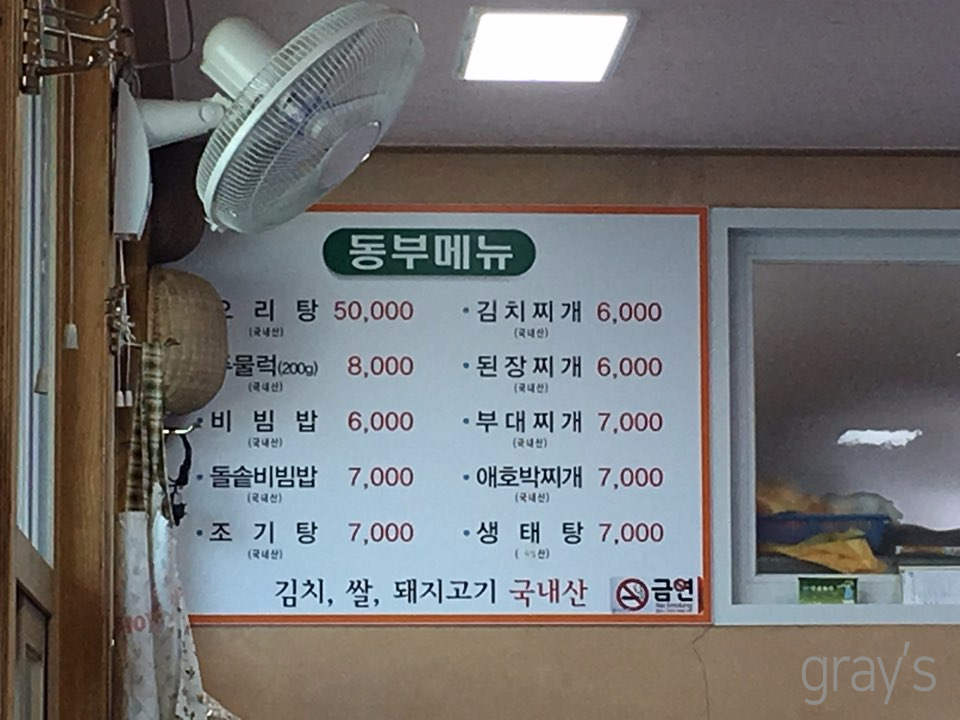 동부메뉴
오 리 탕 50,000
(국내산)
주물럭(200g) 8,000
(국내산)
비 빔 밥 6,000
(국내산)
돌솥비빔밥 7,000
(국내산)
조 기 탕 7,000
(국내산)
김치찌개 6,000
(국내산)
된장찌개 6,000
(국내산)
부대찌개 7,000
(국내산)
애호박찌개 7,000
(국내산)
생 태 탕 7,000
김치, 쌀, 돼지고기 국내산
금연
No Smoking
gray's